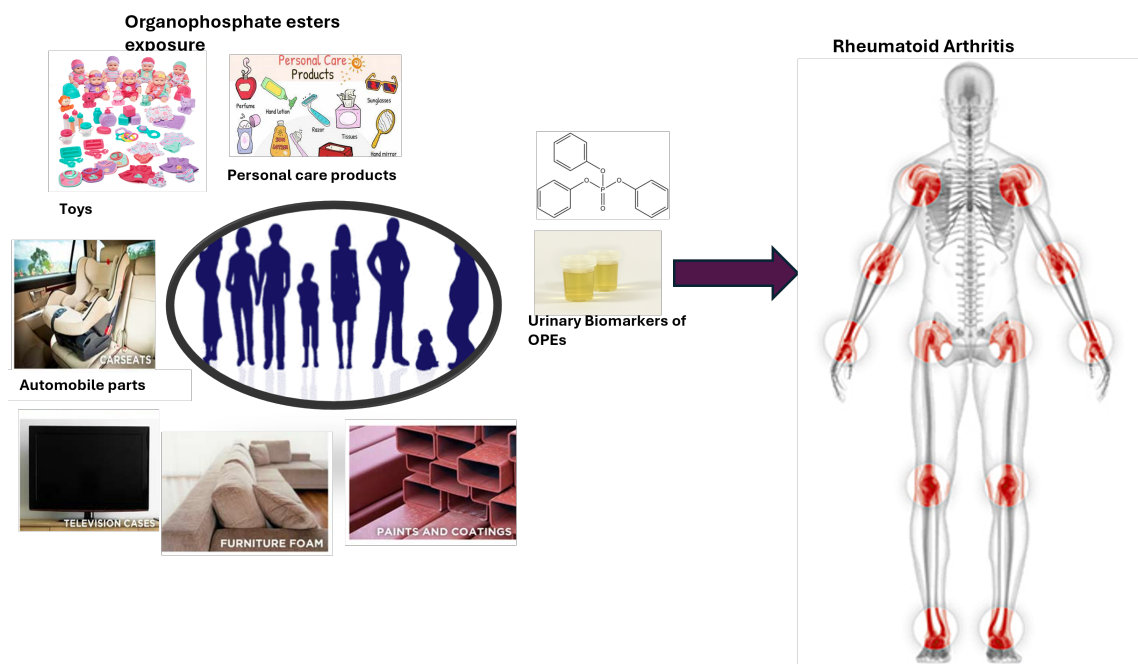 Organophosphate esters
exposure
Rheumatoid Arthritis
Personal Care
Products
Perfume
Hand lotion
Razor
Tissues
Sunglasses
Hand mirror
Personal care products
Toys
CARSEATS
Automobile parts
O
O
O
P
O
Urinary Biomarkers of
OPEs
TELEVISION CASES
FURNITURE FOAM
PAINTS AND COATINGS